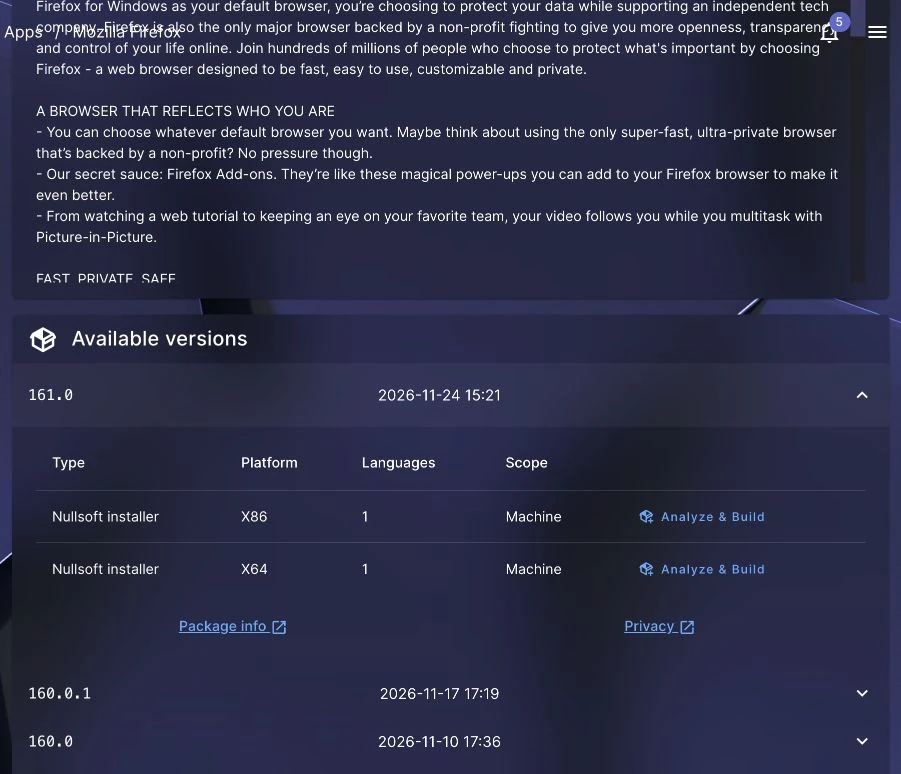 Firefox for Windows as your default browser, you're choosing to protect your data while supporting an independent tech
company. Firefox is also the only major browser backed by a non-profit fighting to give you more openness, transparency
Apps / Mozilla Firefox
5
and control of your life online. Join hundreds of millions of people who choose to protect what's important by choosing
Firefox - a web browser designed to be fast, easy to use, customizable and private.
A BROWSER THAT REFLECTS WHO YOU ARE
- You can choose whatever default browser you want. Maybe think about using the only super-fast, ultra-private browser
that’s backed by a non-profit? No pressure though.
- Our secret sauce: Firefox Add-ons. They’re like these magical power-ups you can add to your Firefox browser to make it
even better.
- From watching a web tutorial to keeping an eye on your favorite team, your video follows you while you multitask with
Picture-in-Picture.
FAST. PRIVATE. SAFE.
Available versions
161.0 2026-11-24 15:21
Type Platform Languages Scope
Nullsoft installer X86 1 Machine Analyze & Build
Nullsoft installer X64 1 Machine Analyze & Build
Package info Privacy
160.0.1 2026-11-17 17:19
160.0 2026-11-10 17:36